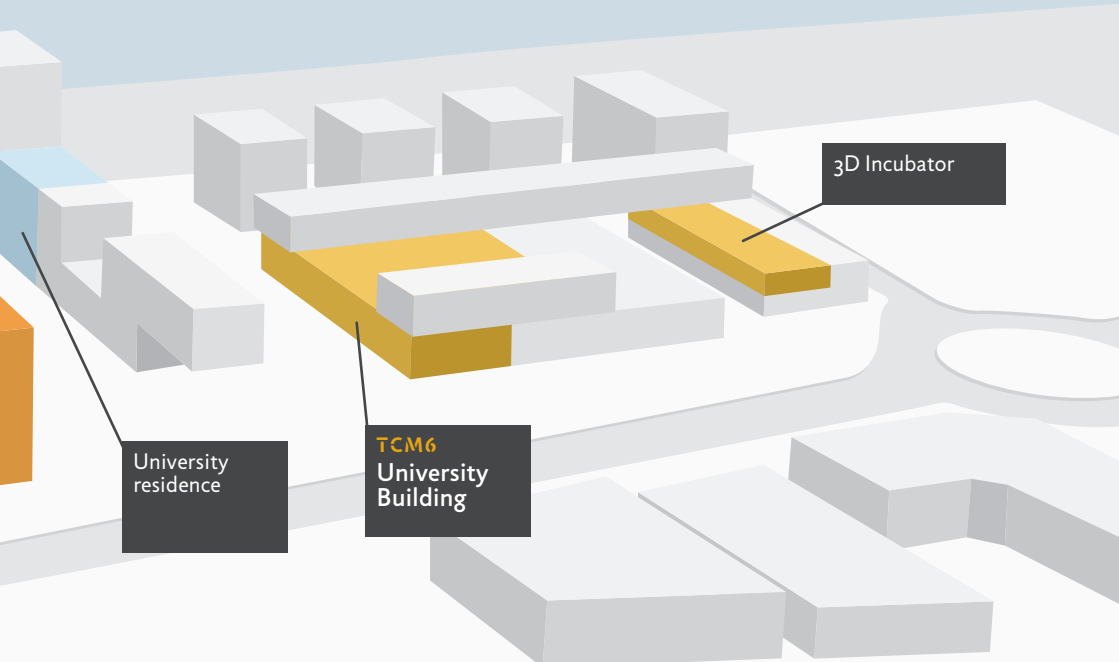 3D Incubator
University
residence
TCM6
University
Building